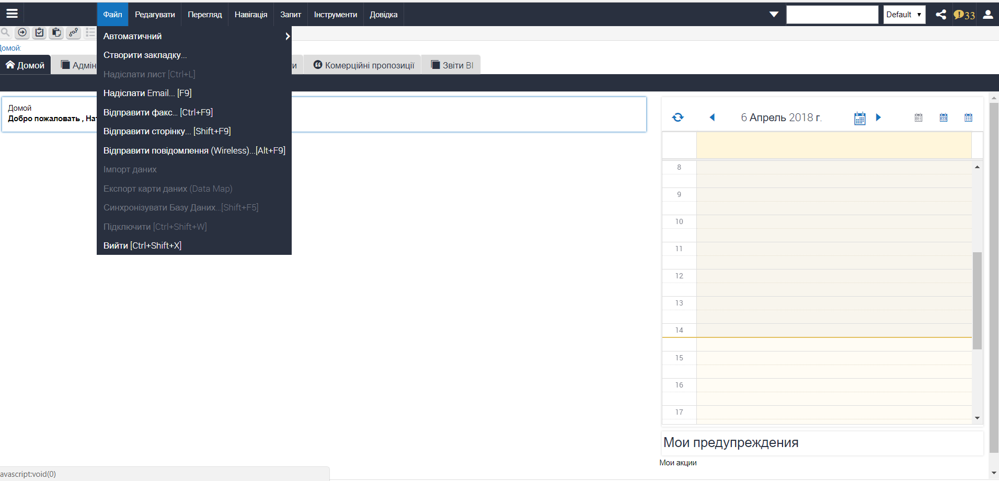 Файл Редагувати Перегляд Навігація Запит Інструменти Довідка Default 33
Домой:
Домой Адмін Комерційні пропозиції Звіти BI
Автоматичний
Створити закладку...
Надіслати лист [Ctrl+L]
Надіслати Email... [F9]
Відправити факс... [Ctrl+F9]
Відправити сторінку... [Shift+F9]
Відправити повідомлення (Wireless)...[Alt+F9]
Імпорт даних
Експорт карти даних (Data Map)
Синхронізувати Базу Даних...[Shift+F5]
Підключити [Ctrl+Shift+W]
Вийти [Ctrl+Shift+X]
Домой
Добро пожаловать , Нат
6 Апрель 2018 г.
8
9
10
11
12
13
14
15
16
17
Мои предупреждения
Мои акции
avascript:void(0)